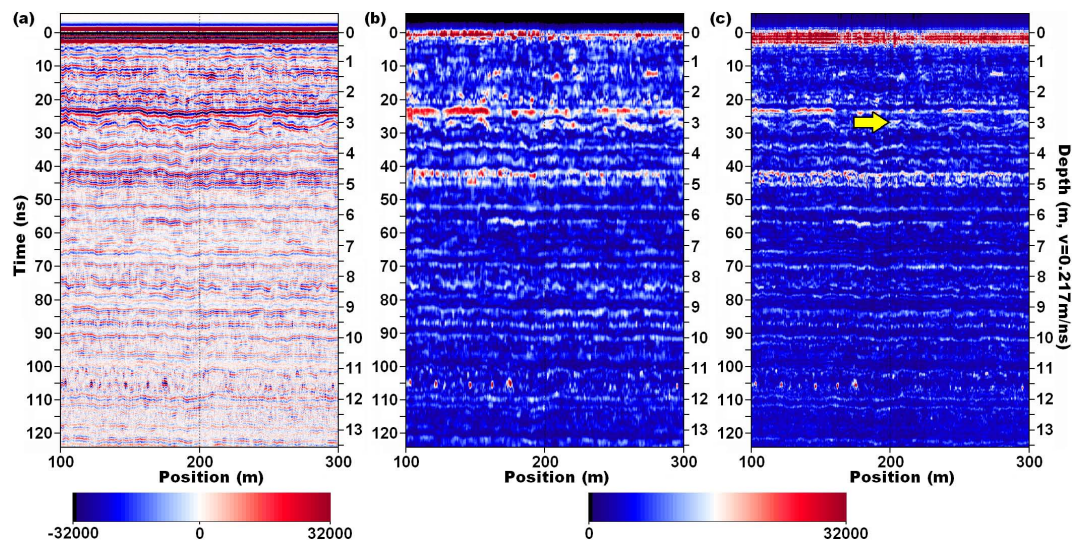 (a) (b) (c)
0 0 0 0 0 0
10 1 10 1 10 1
20 2 20 2 20 2
30 3 30 3 30 3
40 4 40 4 40 4
50 5 50 5 50 5
60 6 60 6 60 6
70 7 70 7 70 7
80 8 80 8 80 8
90 9 90 9 90 9
100 10 100 10 100 10
110 11 110 11 110 11
120 12 120 12 120 12
13 13 13
Time (ns)
Depth (m, v=0.217m/ns)
100 200 300 100 200 300 100 200 300
Position (m) Position (m) Position (m)
-32000 0 32000 0 32000